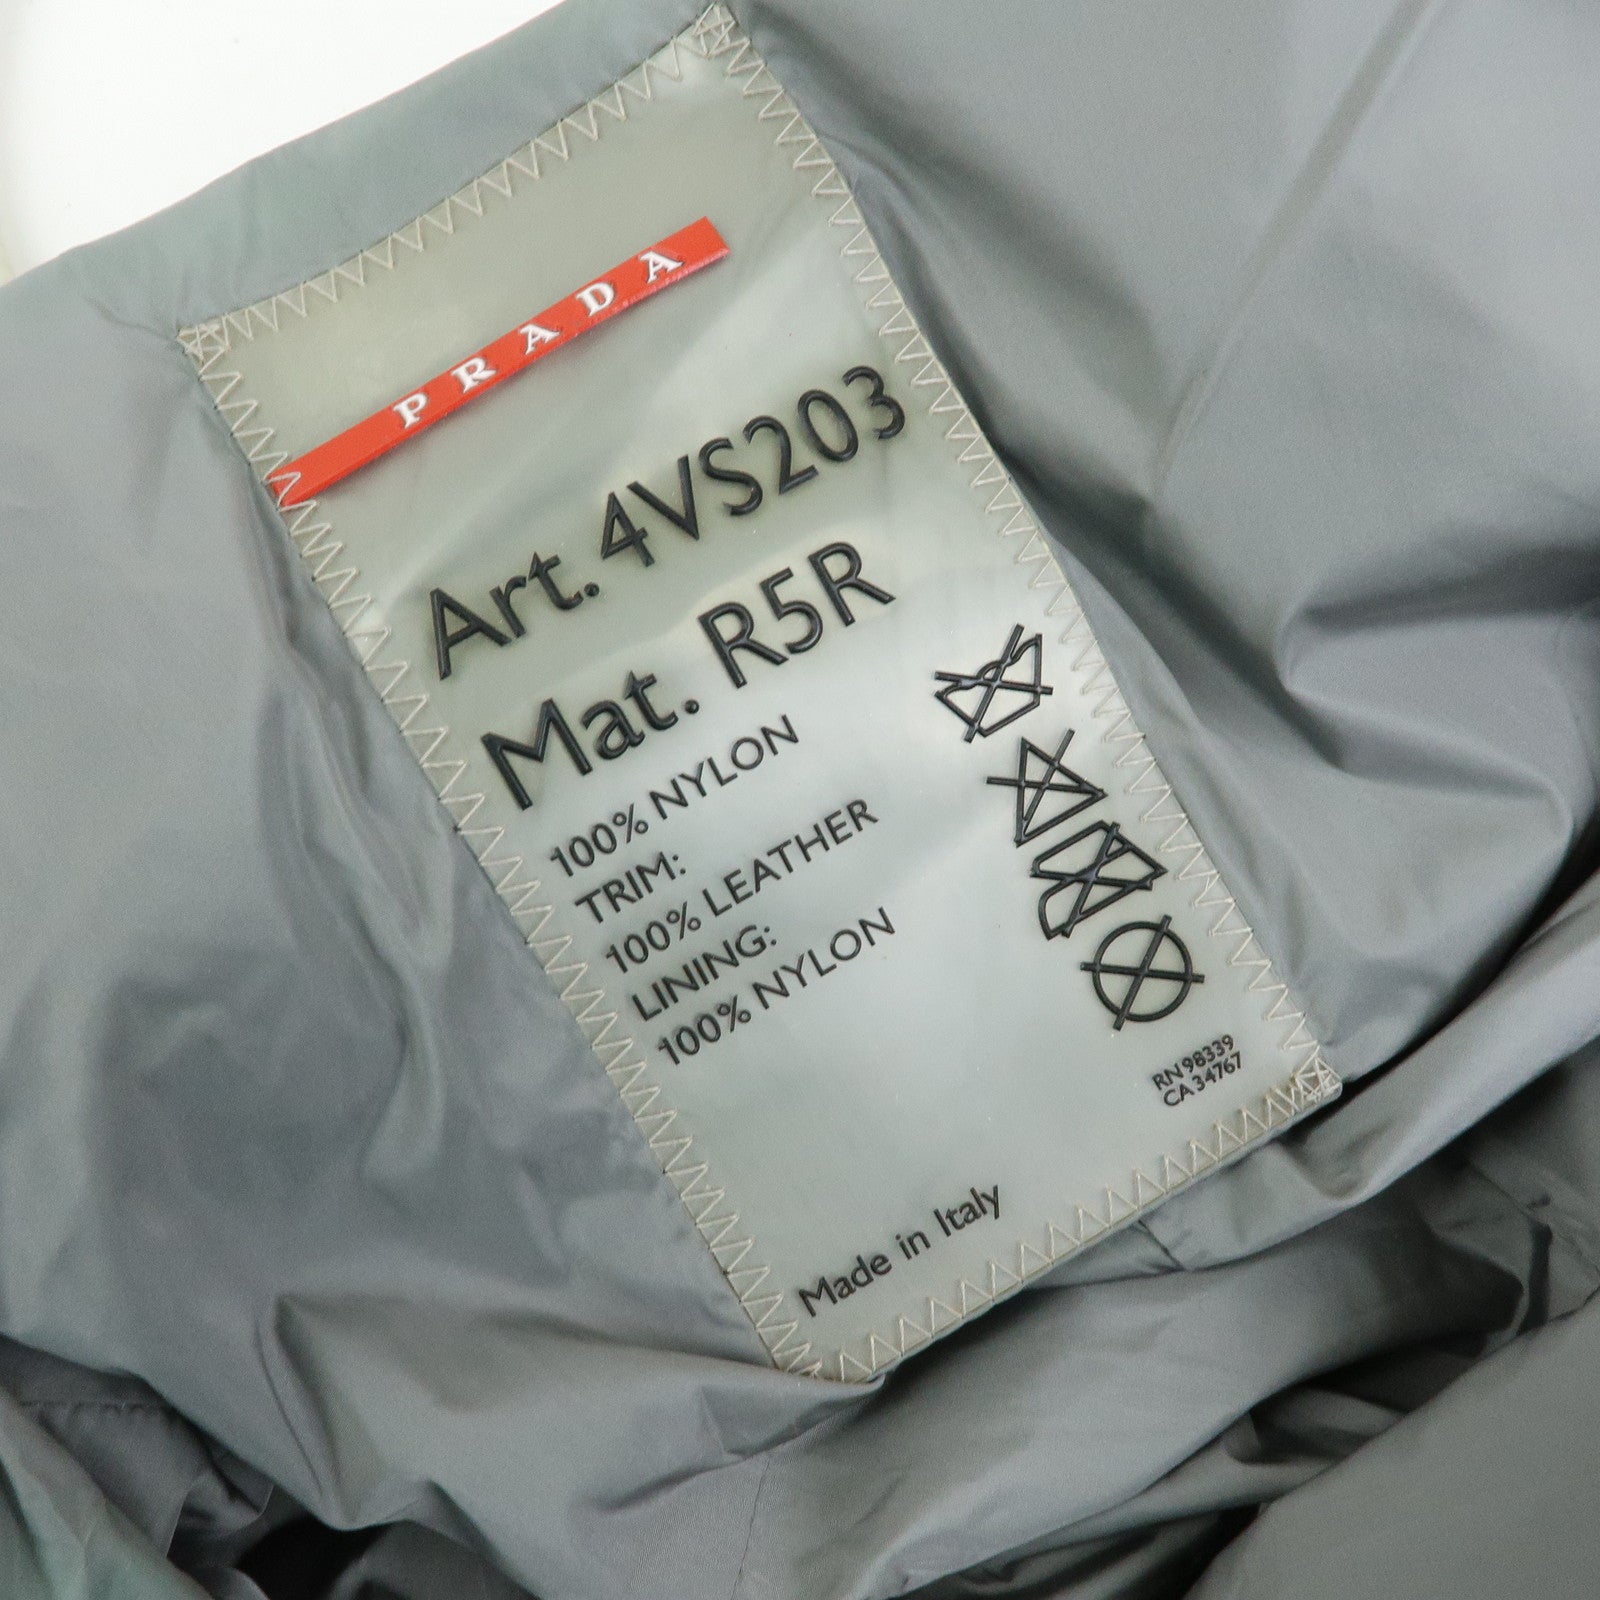 PRADA
Art. 4VS203
Mat. R5R
100% NYLON
TRIM:
100% LEATHER
LINING:
100% NYLON
RN 98339
CA 34767
Made in Italy